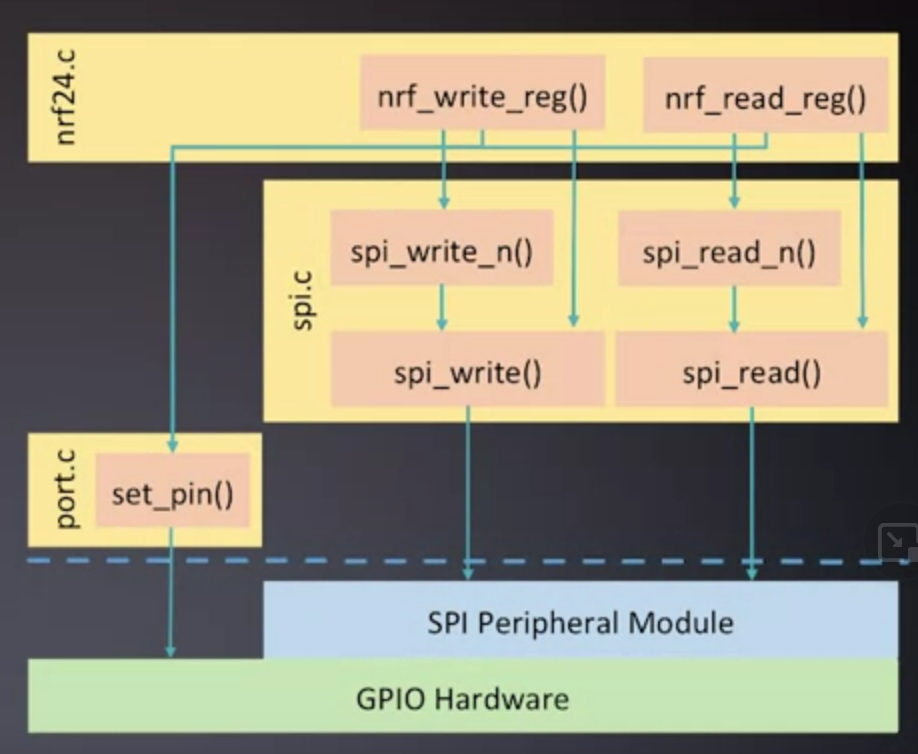 nrf24.c
nrf_write_reg()
nrf_read_reg()
spi.c
spi_write_n()
spi_read_n()
spi_write()
spi_read()
port.c
set_pin()
SPI Peripheral Module
GPIO Hardware